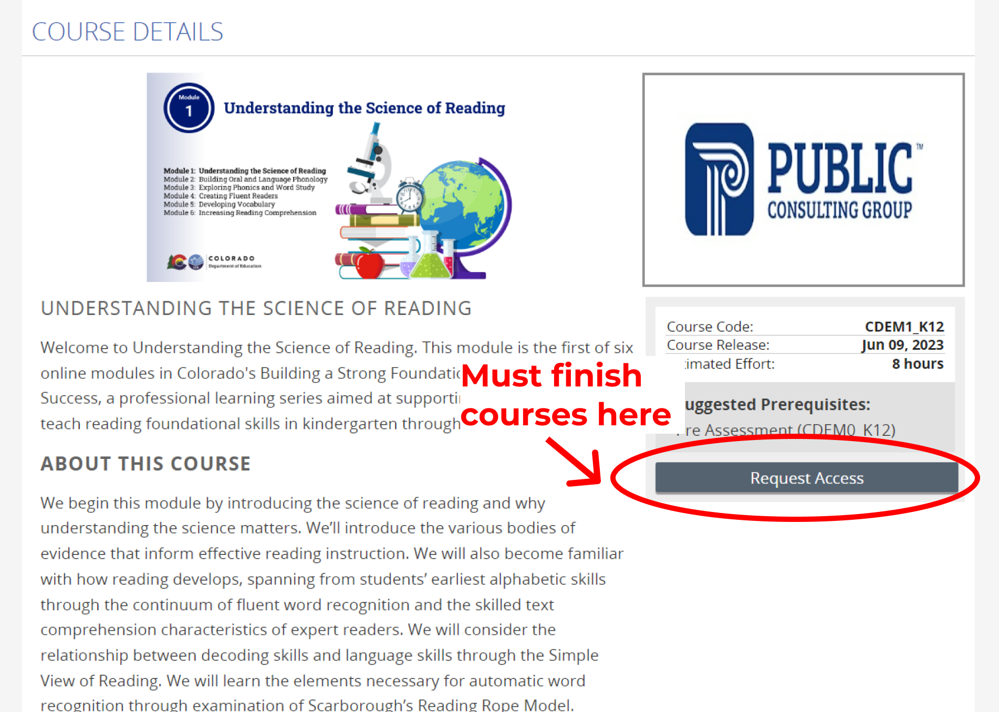 COURSE DETAILS
Module
1
Understanding the Science of Reading
Module 1: Understanding the Science of Reading
Module 2: Building Oral and Language Phonology
Module 3: Exploring Phonics and Word Study
Module 4: Creating Fluent Readers
Module 5: Developing Vocabulary
Module 6: Increasing Reading Comprehension
COLORADO
Department of Education
PUBLIC™
CONSULTING GROUP
UNDERSTANDING THE SCIENCE OF READING
Welcome to Understanding the Science of Reading. This module is the first of six
online modules in Colorado's Building a Strong Foundatio
Success, a professional learning series aimed at supporti
teach reading foundational skills in kindergarten through
Must finish
courses here
Course Code: CDEM1_K12
Course Release: Jun 09, 2023
timated Effort: 8 hours
uggested Prerequisites:
re Assessment (CDEM0_K12)
Request Access
ABOUT THIS COURSE
We begin this module by introducing the science of reading and why
understanding the science matters. We’ll introduce the various bodies of
evidence that inform effective reading instruction. We will also become familiar
with how reading develops, spanning from students’ earliest alphabetic skills
through the continuum of fluent word recognition and the skilled text
comprehension characteristics of expert readers. We will consider the
relationship between decoding skills and language skills through the Simple
View of Reading. We will learn the elements necessary for automatic word
recognition through examination of Scarborough’s Reading Rope Model.